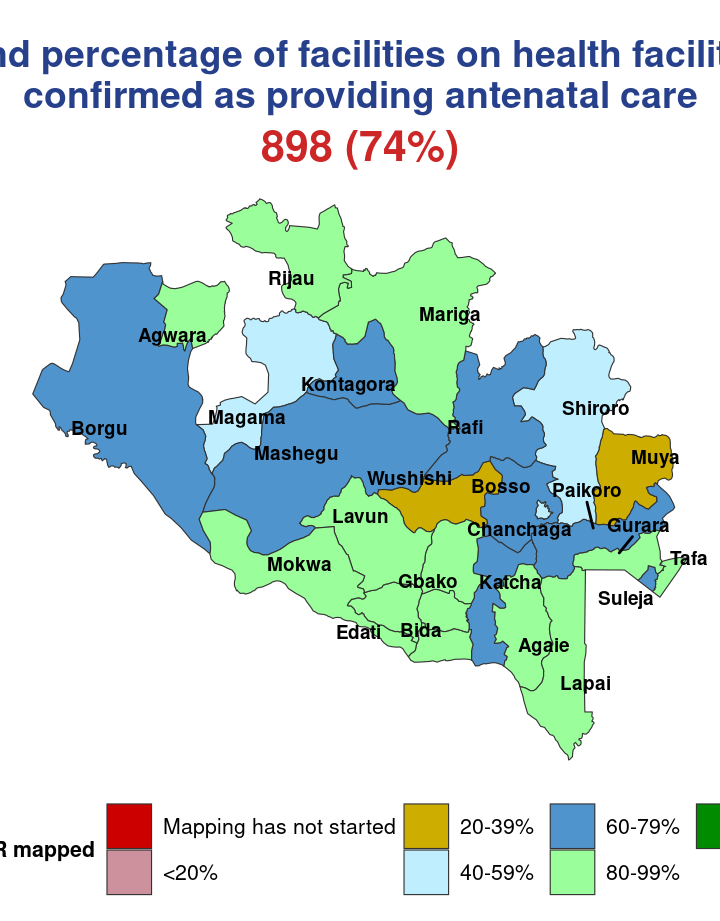 nd percentage of facilities on health facilit
confirmed as providing antenatal care
898 (74%)
Rijau
Mariga
Agwara
Kontagora
Shiroro
Magama
Borgu
Rafi
Mashegu
Muya
Wushishi
Bosso
Paikoro
Lavun
Chanchaga
Gurara
Mokwa
Tafa
Gbako
Katcha
Suleja
Edati
Bida
Agaie
Lapai
R mapped
Mapping has not started
20-39%
60-79%
<20%
40-59%
80-99%